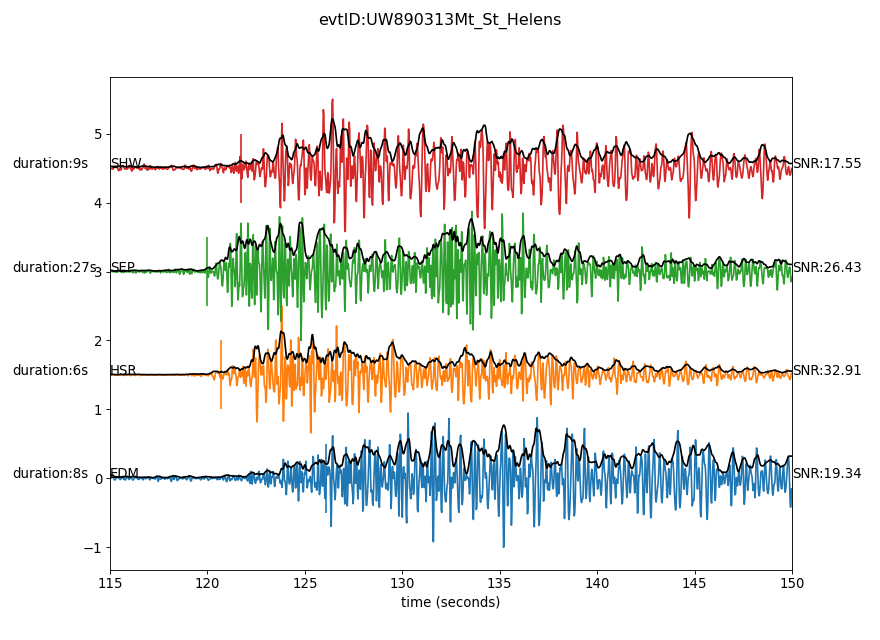 evtID:UW890313Mt_St_Helens
5
duration:9s SHW SNR:17.55
4
duration:27s SEP SNR:26.43
3
2
duration:6s HSR SNR:32.91
1
duration:8s EDM SNR:19.34
0
−1
115 120 125 130 135 140 145 150
time (seconds)